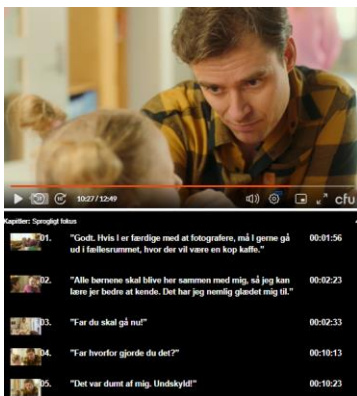 10:27 / 12:49
cfu
Kapitler: Sprogligt fokus
01. "Godt. Hvis I er færdige med at fotografere, må I gerne gå 00:01:56
ud i fællesrummet, hvor der vil være en kop kaffe."
02. "Alle børnene skal blive her sammen med mig, så jeg kan 00:02:23
lære jer bedre at kende. Det har jeg nemlig glædet mig til."
03. "Far du skal gå nu!" 00:02:33
04. "Far hvorfor gjorde du det?" 00:10:13
05. "Det var dumt af mig. Undskyld!" 00:10:23